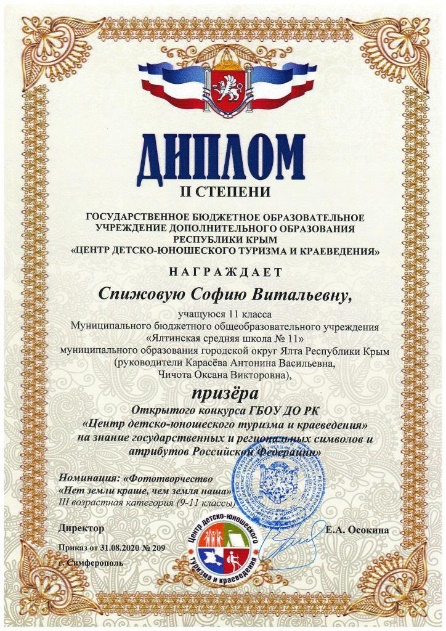 ДИПЛОМ
II СТЕПЕНИ
ГОСУДАРСТВЕННОЕ БЮДЖЕТНОЕ ОБРАЗОВАТЕЛЬНОЕ
УЧРЕЖДЕНИЕ ДОПОЛНИТЕЛЬНОГО ОБРАЗОВАНИЯ
РЕСПУБЛИКИ КРЫМ
«ЦЕНТР ДЕТСКО-ЮНОШЕСКОГО ТУРИЗМА И КРАЕВЕДЕНИЯ»
НАГРАЖДАЕТ
Спижовую Софию Витальевну,
учащуюся 11 класса
Муниципального бюджетного общеобразовательного учреждения
«Ялтинская средняя школа № 11»
муниципального образования городской округ Ялта Республики Крым
(руководители Карасёва Антонина Васильевна,
Чичота Оксана Викторовна),
призёра
Открытого конкурса ГБОУ ДО РК
«Центр детско-юношеского туризма и краеведения»
на знание государственных и региональных символов и
атрибутов Российской Федерации»
Номинация: «Фототворчество
«Нет земли краше, чем земля наша»
III возрастная категория (9-11 классы)
Директор
Е.А. Осокина
Приказ от 31.08.2020 № 209
г. Симферополь
Центр детско-юношеского
туризма и краеведения